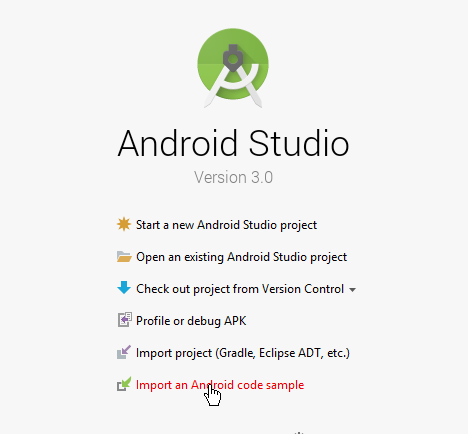 Android Studio
Version 3.0
Start a new Android Studio project
Open an existing Android Studio project
Check out project from Version Control
Profile or debug APK
Import project (Gradle, Eclipse ADT, etc.)
Import an Android code sample